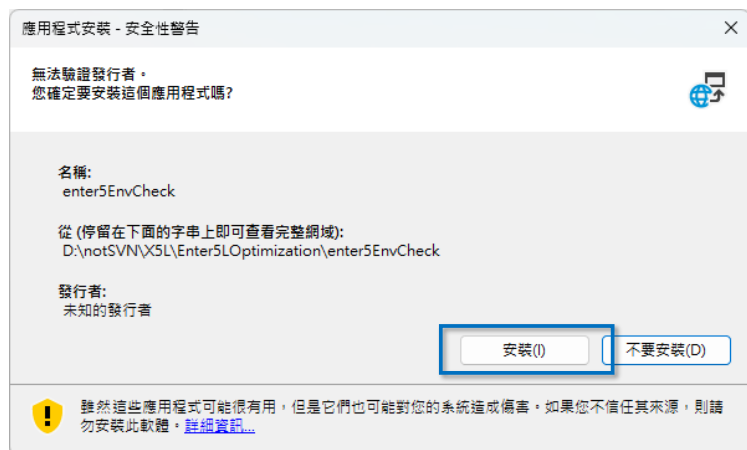 應用程式安裝 - 安全性警告
無法驗證發行者。
您確定要安裝這個應用程式嗎?
名稱:
enter5EnvCheck
從 (停留在下面的字串上即可查看完整網域):
D:\notSVN\X5L\Enter5LOptimization\enter5EnvCheck
發行者:
未知的發行者
安裝(I)
不要安裝(D)
雖然這些應用程式可能很有用，但是它們也可能對您的系統造成傷害。如果您不信任其來源，則請
勿安裝此軟體。詳細資訊...